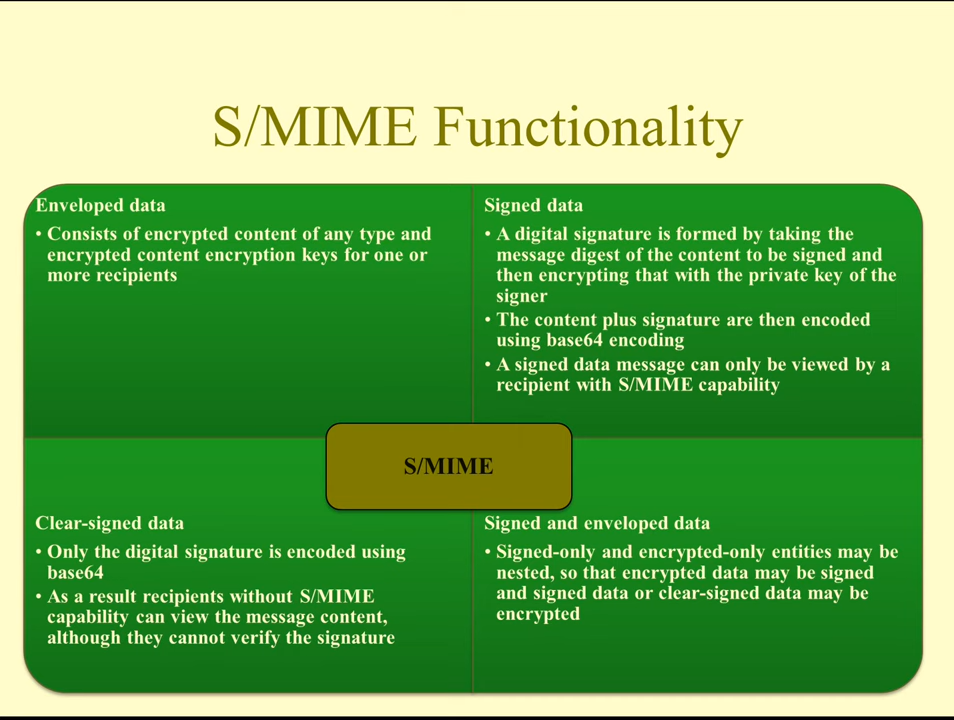 S/MIME Functionality
Enveloped data
• Consists of encrypted content of any type and
encrypted content encryption keys for one or
more recipients
Signed data
• A digital signature is formed by taking the
message digest of the content to be signed and
then encrypting that with the private key of the
signer
• The content plus signature are then encoded
using base64 encoding
• A signed data message can only be viewed by a
recipient with S/MIME capability
S/MIME
Clear-signed data
• Only the digital signature is encoded using
base64
• As a result recipients without S/MIME
capability can view the message content,
although they cannot verify the signature
Signed and enveloped data
• Signed-only and encrypted-only entities may be
nested, so that encrypted data may be signed
and signed data or clear-signed data may be
encrypted